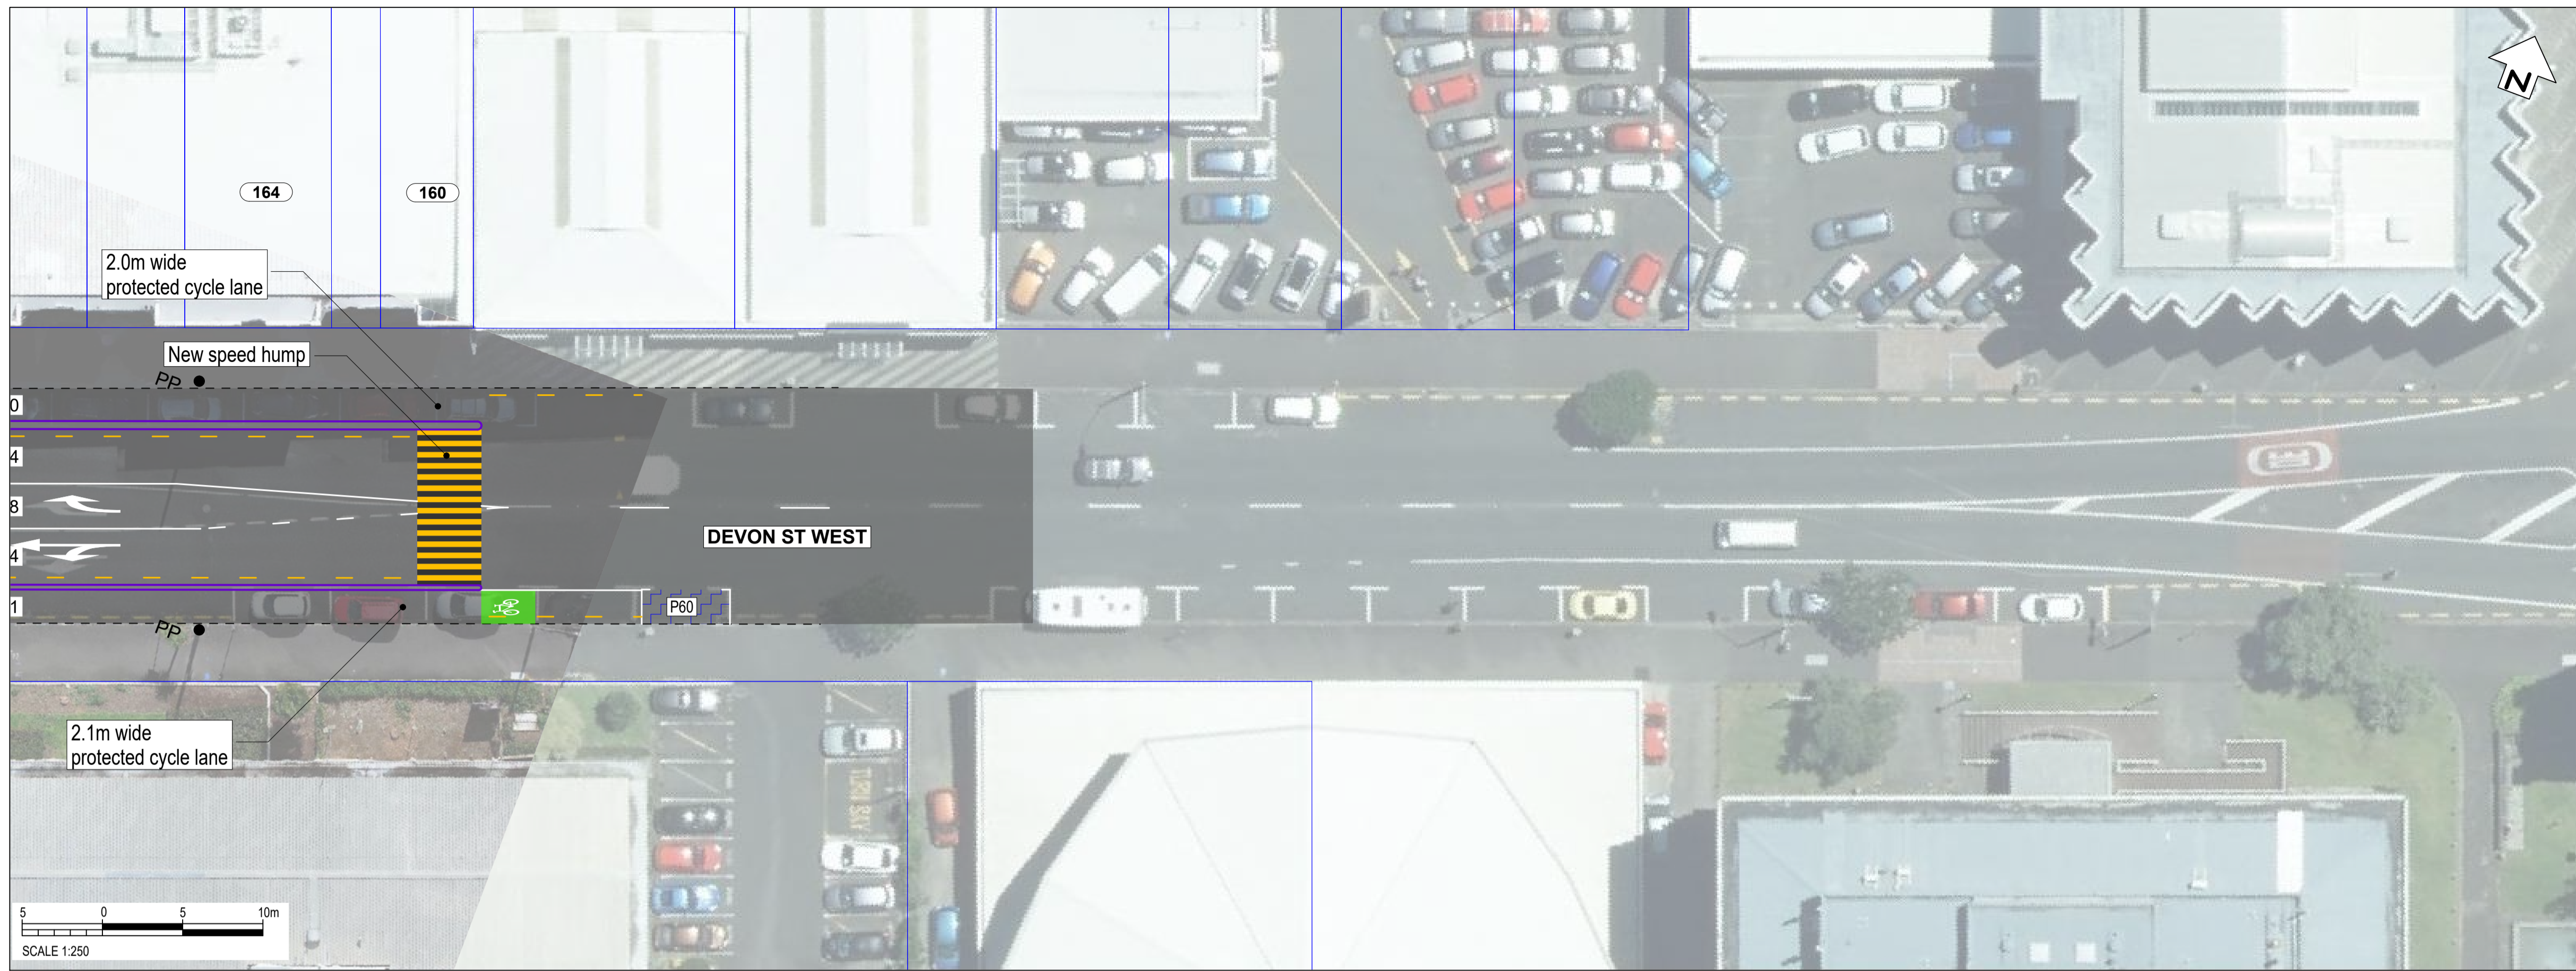 N
164
160
2.0m wide
protected cycle lane
New speed hump
PP
0
4
8
4
1
DEVON ST WEST
P60
PP
2.1m wide
protected cycle lane
5 0 5 10m
SCALE 1:250